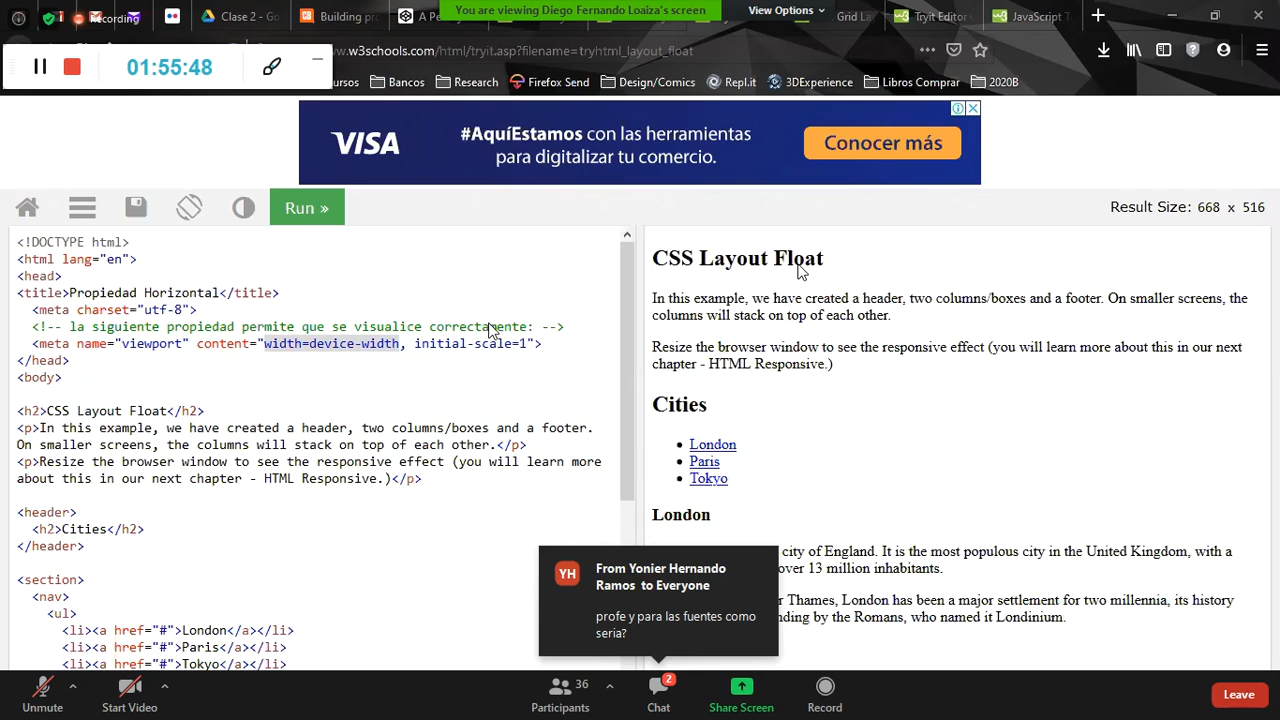 Recording
Clase 2 - Go
Building pro
A Pe
You are viewing Diego Fernando Loaiza's screen
View Options
Grid La
Tryit Editor
JavaScript T
01:55:48
w3schools.com/html/tryit.asp?filename=tryhtml_layout_float
Bancos
Research
Firefox Send
Design/Comics
Repl.it
3DExperience
Libros Comprar
2020B
VISA
#AquíEstamos con las herramientas
para digitalizar tu comercio.
Conocer más
Run »
Result Size: 668 x 516
<!DOCTYPE html>
<html lang="en">
<head>
<title>Propiedad Horizontal</title>
<meta charset="utf-8">
<!-- la siguiente propiedad permite que se visualice correctamente: -->
<meta name="viewport" content="width=device-width, initial-scale=1">
</head>
<body>
<h2>CSS Layout Float</h2>
<p>In this example, we have created a header, two columns/boxes and a footer.
On smaller screens, the columns will stack on top of each other.</p>
<p>Resize the browser window to see the responsive effect (you will learn more
about this in our next chapter - HTML Responsive.)</p>
<header>
<h2>Cities</h2>
</header>
<section>
<nav>
<ul>
<li><a href="#">London</a></li>
<li><a href="#">Paris</a></li>
<li><a href="#">Tokyo</a></li>
CSS Layout Float
In this example, we have created a header, two columns/boxes and a footer. On smaller screens, the
columns will stack on top of each other.
Resize the browser window to see the responsive effect (you will learn more about this in our next
chapter - HTML Responsive.)
Cities
London
Paris
Tokyo
London
city of England. It is the most populous city in the United Kingdom, with a
over 13 million inhabitants.
Thames, London has been a major settlement for two millennia, its history
nding by the Romans, who named it Londinium.
YH
From Yonier Hernando
Ramos to Everyone
profe y para las fuentes como
seria?
Unmute
Start Video
36
Participants
2
Chat
Share Screen
Record
Leave